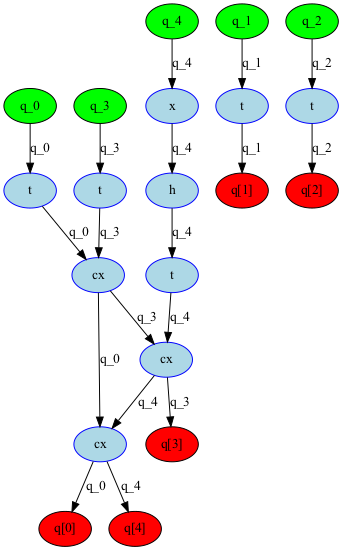 q_4 q_1 q_2
q_4 q_1 q_2
q_0 q_3 x t t
q_0 q_3 q_4 q_1 q_2
t t h q[1] q[2]
q_0 q_3 q_4
cx t
q_3 q_4
q_0 cx
q_4 q_3
cx q[3]
q_0 q_4
q[0] q[4]